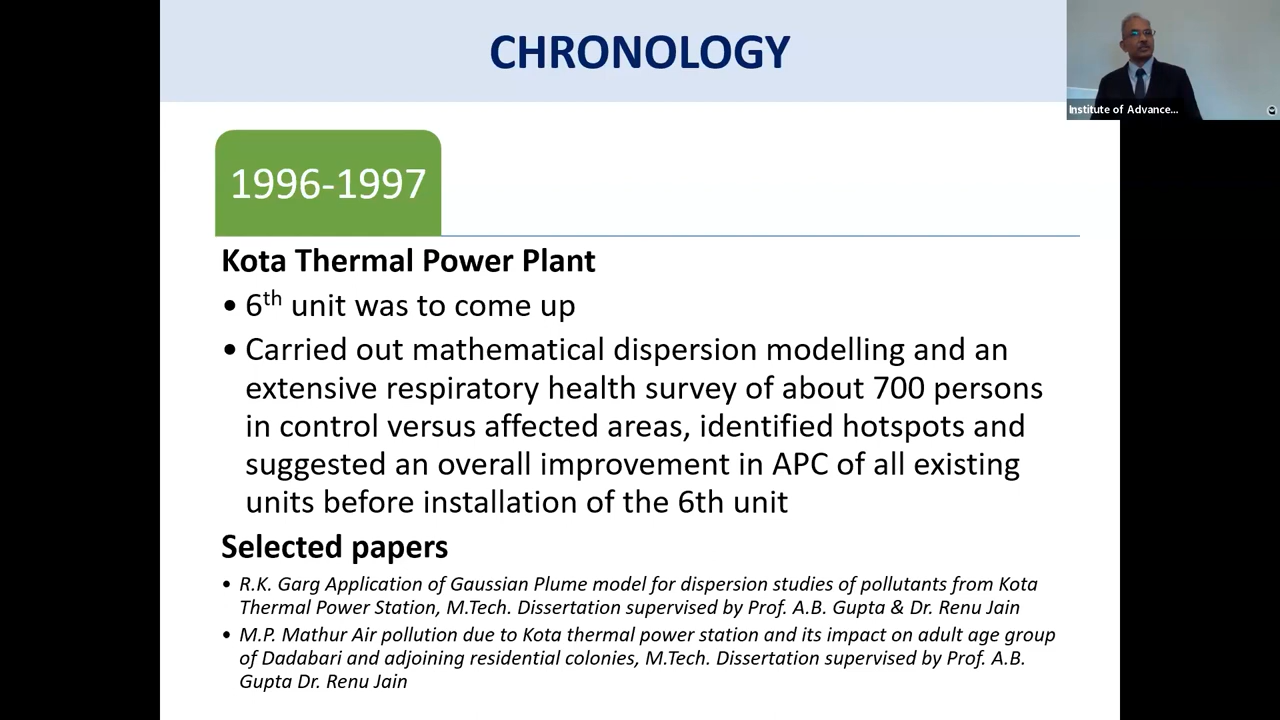 CHRONOLOGY
Institute of Advance...
1996-1997
Kota Thermal Power Plant
• 6th unit was to come up
• Carried out mathematical dispersion modelling and an
extensive respiratory health survey of about 700 persons
in control versus affected areas, identified hotspots and
suggested an overall improvement in APC of all existing
units before installation of the 6th unit
Selected papers
• R.K. Garg Application of Gaussian Plume model for dispersion studies of pollutants from Kota
Thermal Power Station, M.Tech. Dissertation supervised by Prof. A.B. Gupta & Dr. Renu Jain
• M.P. Mathur Air pollution due to Kota thermal power station and its impact on adult age group
of Dadabari and adjoining residential colonies, M.Tech. Dissertation supervised by Prof. A.B.
Gupta Dr. Renu Jain